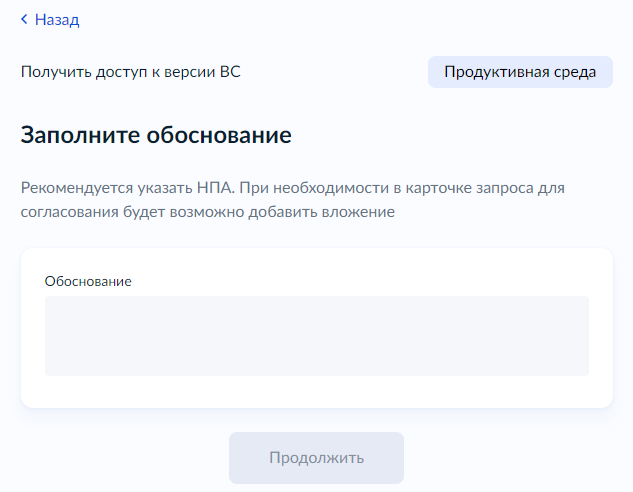 Назад
Получить доступ к версии ВС
Продуктивная среда
Заполните обоснование
Рекомендуется указать НПА. При необходимости в карточке запроса для
согласования будет возможно добавить вложение
Обоснование
Продолжить